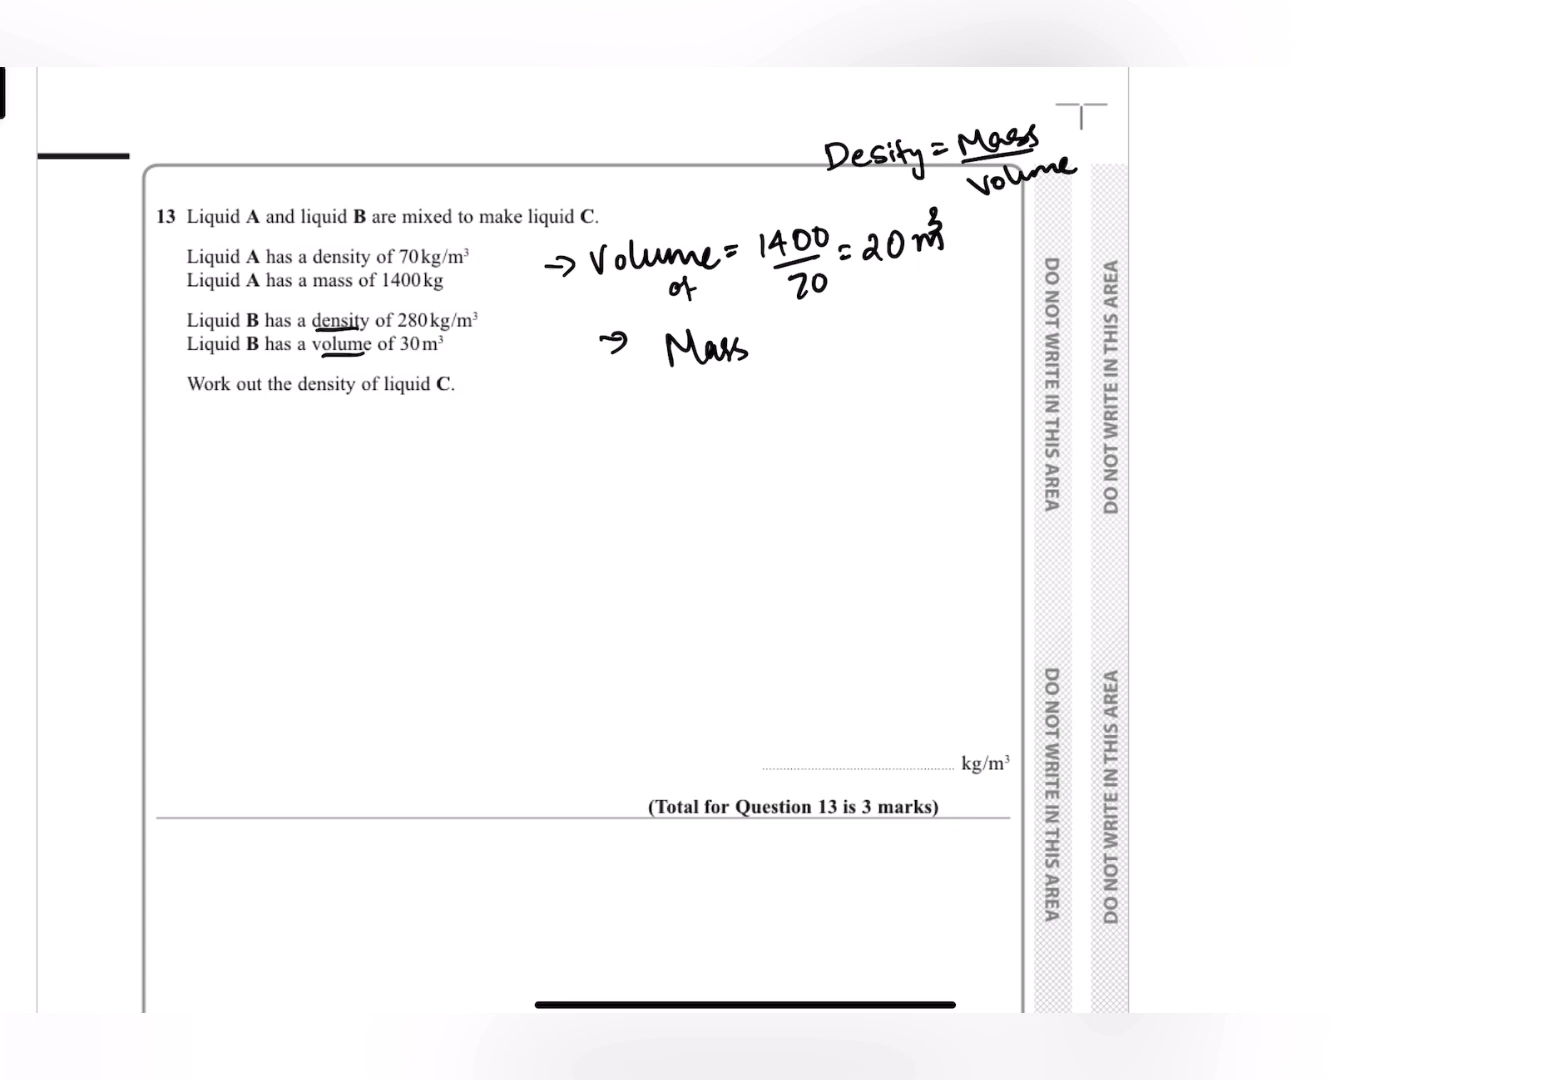 Desity = Mass
Volume
13 Liquid A and liquid B are mixed to make liquid C.
Liquid A has a density of 70 kg/m³
Liquid A has a mass of 1400 kg
→ Volume = 1400 = 20 m³
of 70
Liquid B has a density of 280 kg/m³
Liquid B has a volume of 30 m³
→ Mass
Work out the density of liquid C.
kg/m³
(Total for Question 13 is 3 marks)
DO NOT WRITE IN THIS AREA
DO NOT WRITE IN THIS AREA
DO NOT WRITE IN THIS AREA
DO NOT WRITE IN THIS AREA